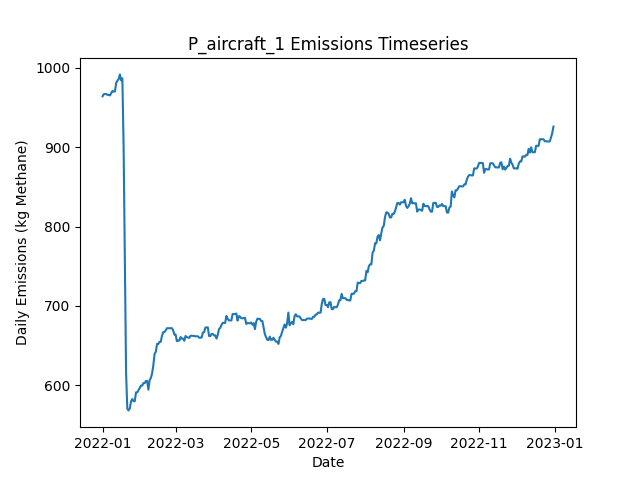 P_aircraft_1 Emissions Timeseries
Daily Emissions (kg Methane)
1000
900
800
700
600
2022-01 2022-03 2022-05 2022-07 2022-09 2022-11 2023-01
Date